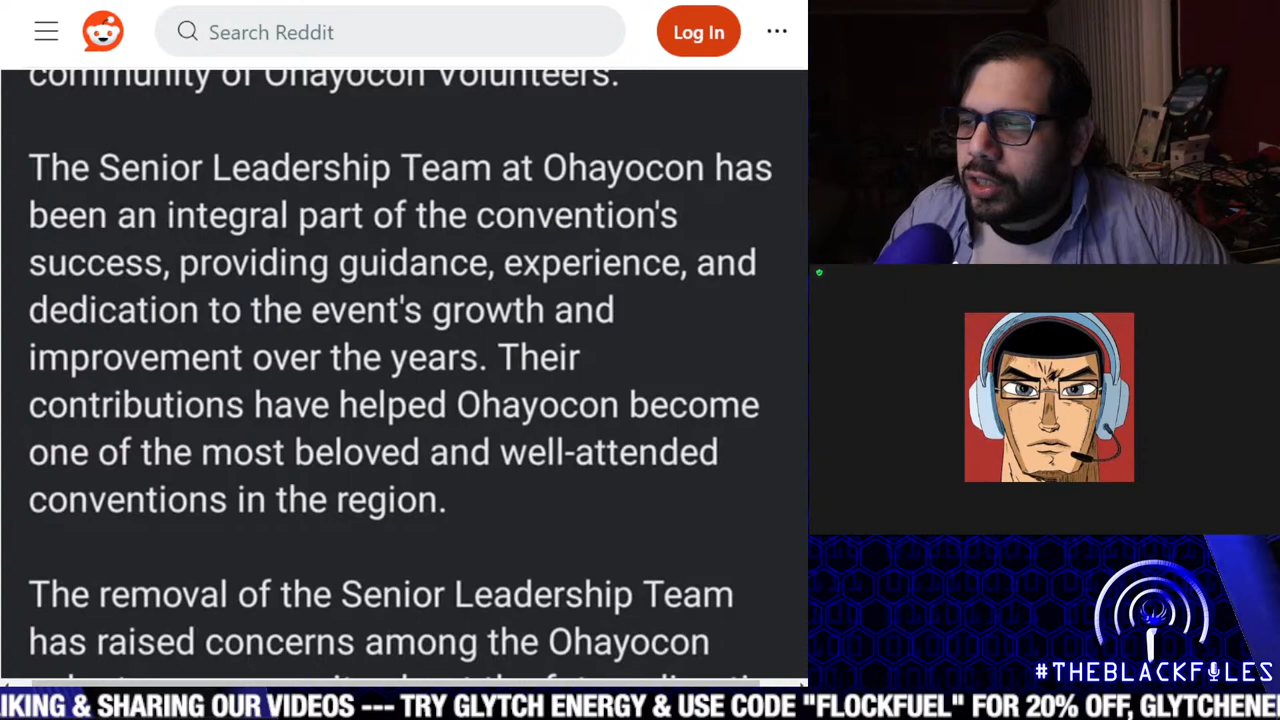 Search Reddit
Log In
community of Ohayocon Volunteers.
The Senior Leadership Team at Ohayocon has
been an integral part of the convention's
success, providing guidance, experience, and
dedication to the event's growth and
improvement over the years. Their
contributions have helped Ohayocon become
one of the most beloved and well-attended
conventions in the region.
The removal of the Senior Leadership Team
has raised concerns among the Ohayocon
#THEBLACKFILES
IKING & SHARING OUR VIDEOS --- TRY GLYTCH ENERGY & USE CODE "FLOCKFUEL" FOR 20% OFF, GLYTCHENE